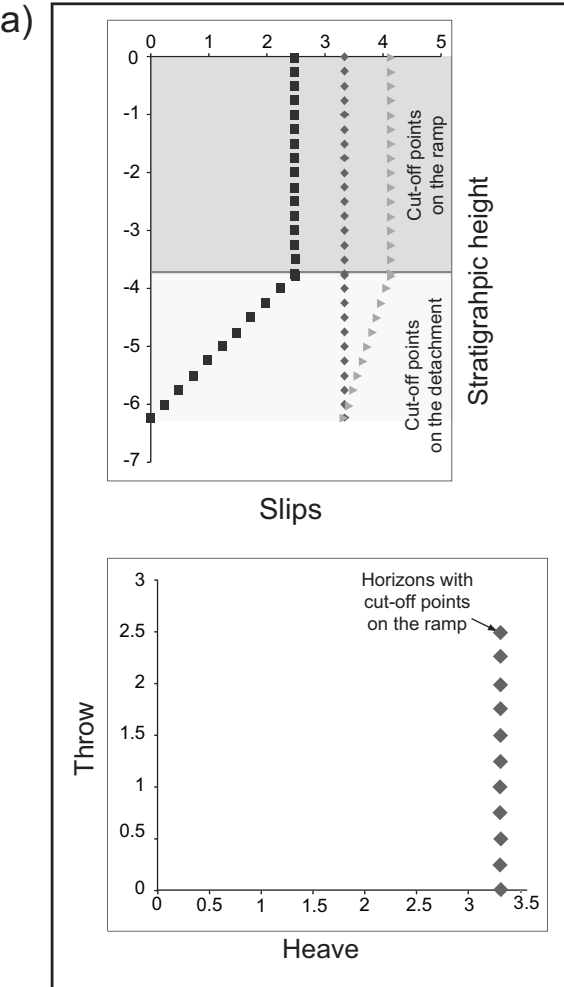 a)
0 1 2 3 4 5
0
-1
-2
-3
-4
-5
-6
-7
Cut-off points
on the ramp
Cut-off points
on the detachment
Stratigrahpic height
Slips
3
2.5
2
1.5
1
0.5
0
Horizons with
cut-off points
on the ramp
Throw
0 0.5 1 1.5 2 2.5 3 3.5
Heave